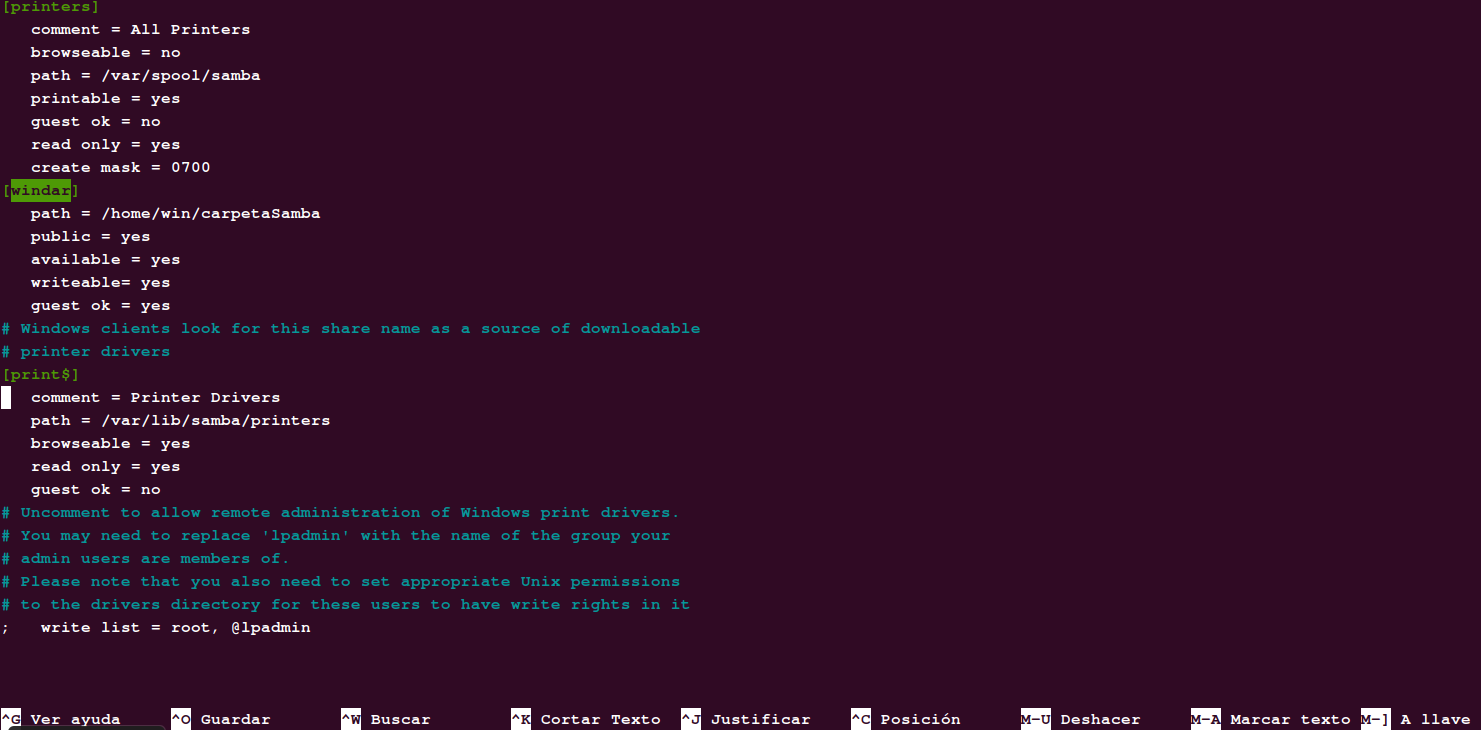 [printers]
comment = All Printers
browseable = no
path = /var/spool/samba
printable = yes
guest ok = no
read only = yes
create mask = 0700
[windar]
path = /home/win/carpetaSamba
public = yes
available = yes
writeable= yes
guest ok = yes
# Windows clients look for this share name as a source of downloadable
# printer drivers
[print$]
comment = Printer Drivers
path = /var/lib/samba/printers
browseable = yes
read only = yes
guest ok = no
# Uncomment to allow remote administration of Windows print drivers.
# You may need to replace 'lpadmin' with the name of the group your
# admin users are members of.
# Please note that you also need to set appropriate Unix permissions
# to the drivers directory for these users to have write rights in it
;   write list = root, @lpadmin
^G Ver ayuda ^O Guardar ^W Buscar ^K Cortar Texto ^J Justificar ^C Posición M-U Deshacer M-A Marcar texto M-] A llave